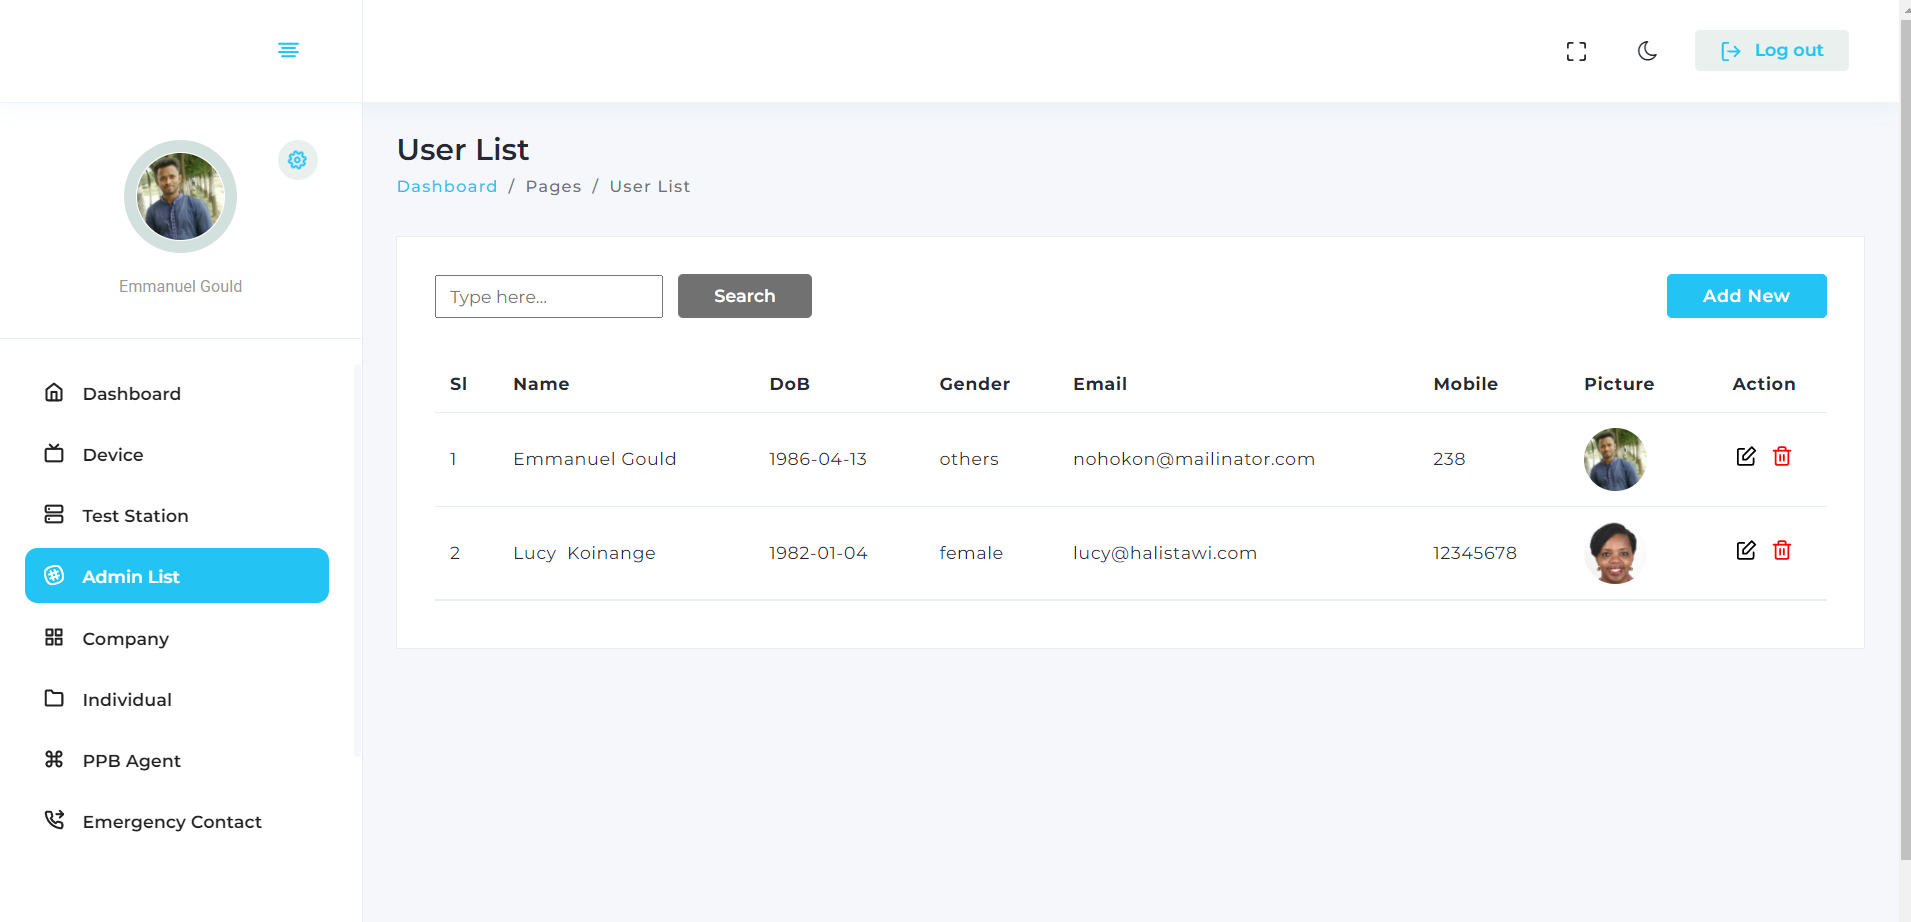 Log out
Emmanuel Gould
Dashboard
Device
Test Station
Admin List
Company
Individual
PPB Agent
Emergency Contact
User List
Dashboard / Pages / User List
Type here...
Search
Add New
Sl Name DoB Gender Email Mobile Picture Action
1 Emmanuel Gould 1986-04-13 others nohokon@mailinator.com 238
2 Lucy Koinange 1982-01-04 female lucy@halistawi.com 12345678